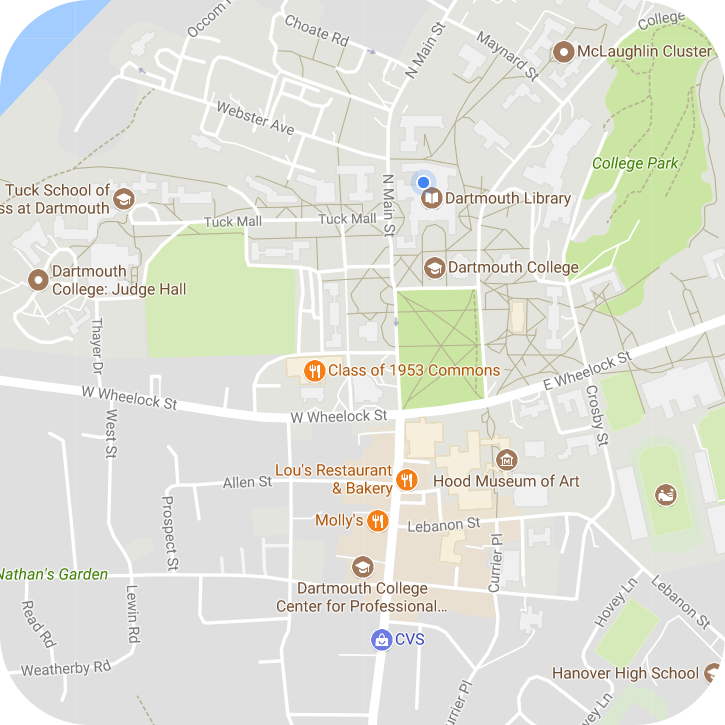 Occom R
Choate Rd
N Main St
Maynard St
College
McLaughlin Cluster
Webster Ave
College Park
Tuck School of
ss at Dartmouth
Dartmouth Library
N Main St
Tuck Mall
Tuck Mall
Dartmouth College
Dartmouth
College: Judge Hall
Thayer Dr
Class of 1953 Commons
E Wheelock St
W Wheelock St
W Wheelock St
Crosby St
West St
Lou's Restaurant
& Bakery
Hood Museum of Art
Allen St
Prospect St
Molly's
Lebanon St
Currier Pl
Nathan's Garden
Dartmouth College
Center for Professional...
Hovey Ln
Lebanon St
Read Rd
Lewin Rd
CVS
Weatherby Rd
Hanover High School
urrier Pl
vey Ln